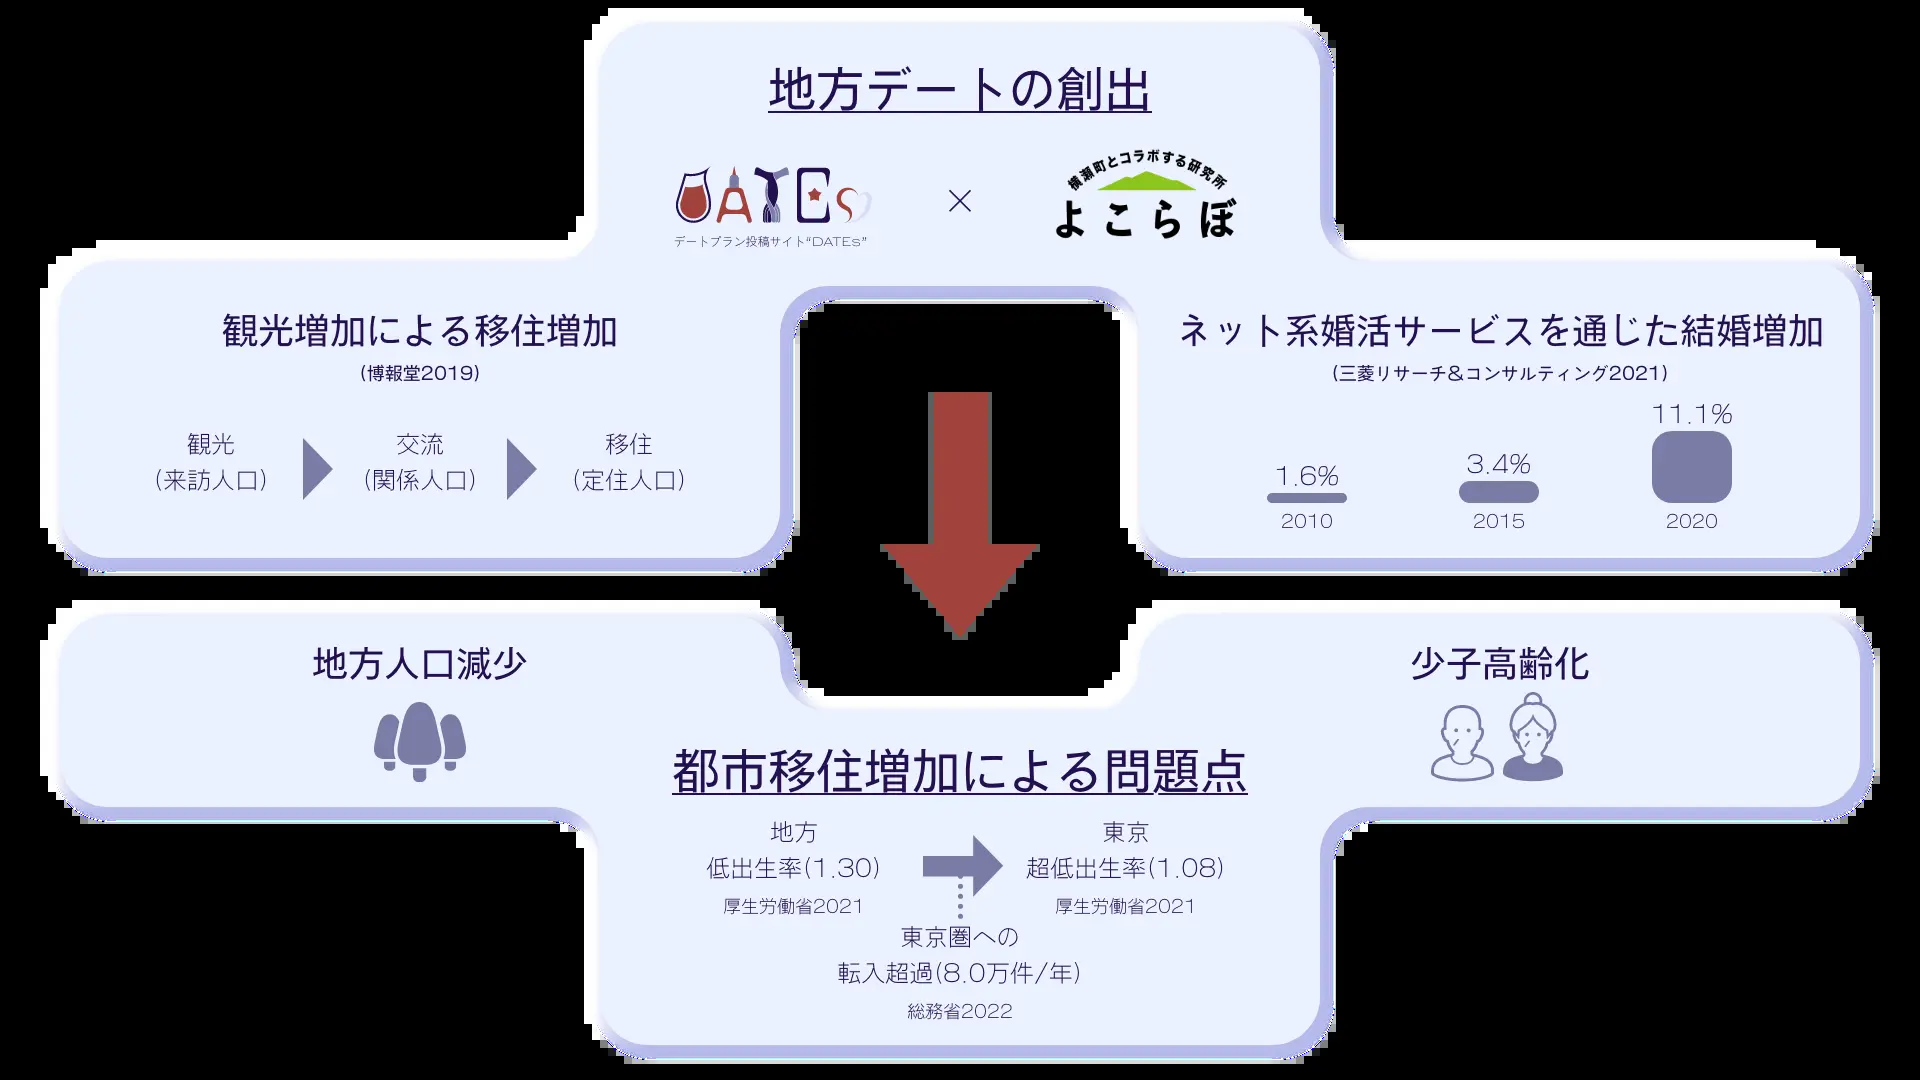 地方デートの創出
DATEs
デートプラン投稿サイト“DATEs”
×
横瀬町とコラボする研究所
よこらぼ
観光増加による移住増加
(博報堂2019)
観光
(来訪人口)
交流
(関係人口)
移住
(定住人口)
ネット系婚活サービスを通じた結婚増加
(三菱リサーチ&コンサルティング2021)
1.6%
2010
3.4%
2015
11.1%
2020
地方人口減少
少子高齢化
都市移住増加による問題点
地方
低出生率(1.30)
厚生労働省2021
東京
超低出生率(1.08)
厚生労働省2021
東京圏への
転入超過(8.0万件/年)
総務省2022